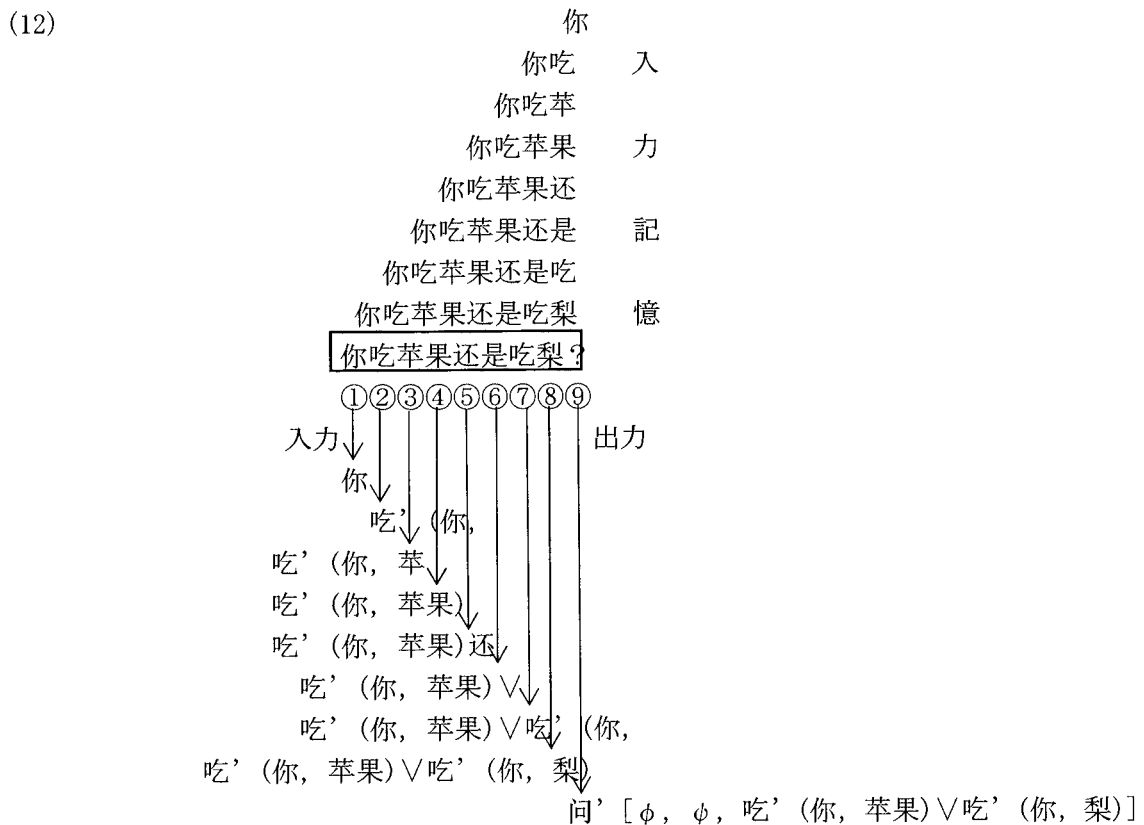 (12) 你
你吃 入
你吃苹
你吃苹果 力
你吃苹果还
你吃苹果还是 記
你吃苹果还是吃
你吃苹果还是吃梨 憶
你吃苹果还是吃梨?
①②③④⑤⑥⑦⑧⑨
入力 出力
你
吃’(你,
吃’(你, 苹
吃’(你, 苹果)
吃’(你, 苹果)还
吃’(你, 苹果)∨
吃’(你, 苹果)∨吃’(你,
吃’(你, 苹果)∨吃’(你, 梨)
问’[φ, ψ, 吃’(你, 苹果)∨吃’(你, 梨)]